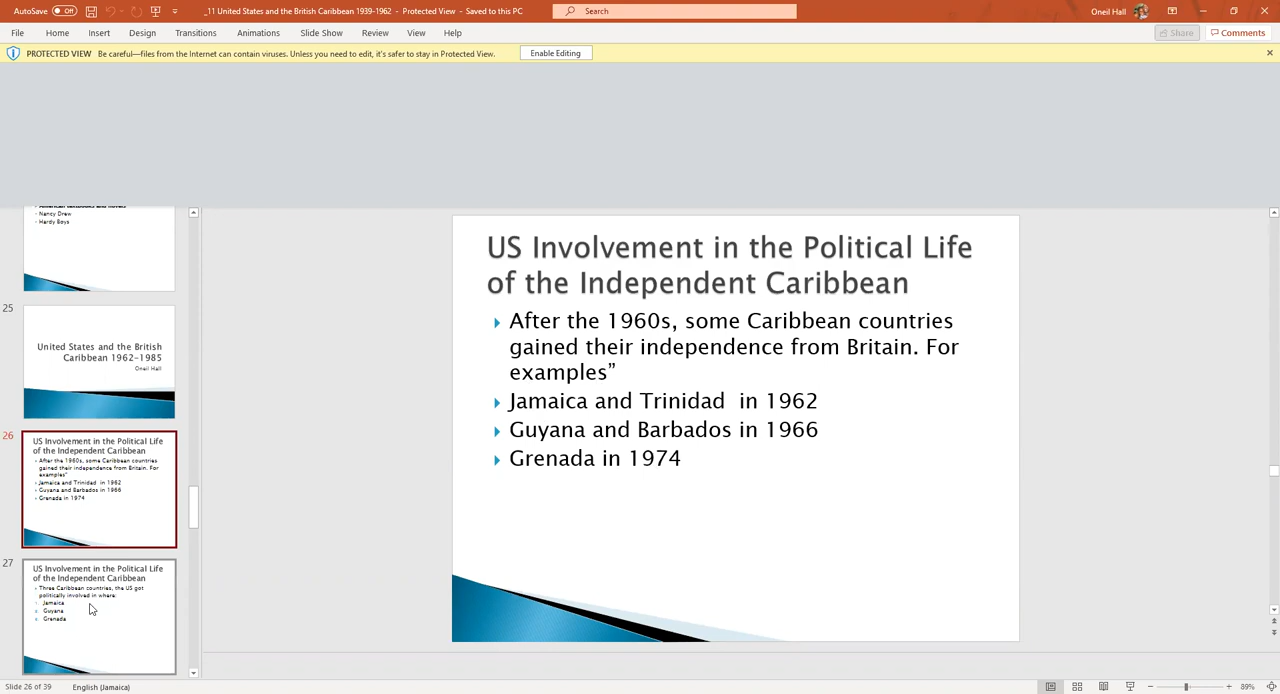 AutoSave Off _11 United States and the British Caribbean 1939-1962 - Protected View - Saved to this PC Search Oneil Hall
File Home Insert Design Transitions Animations Slide Show Review View Help Share Comments
PROTECTED VIEW Be careful—files from the Internet can contain viruses. Unless you need to edit, it's safer to stay in Protected View. Enable Editing
Nancy Drew
Hardy Boys
25
United States and the British
Caribbean 1962-1985
Oneil Hall
26
US Involvement in the Political Life
of the Independent Caribbean
After the 1960s, some Caribbean countries
gained their independence from Britain. For
examples"
Jamaica and Trinidad in 1962
Guyana and Barbados in 1966
Grenada in 1974
27
US Involvement in the Political Life
of the Independent Caribbean
Three Caribbean countries, the US got
politically involved in where:
1. Jamaica
2. Guyana
3. Grenada
US Involvement in the Political Life
of the Independent Caribbean
After the 1960s, some Caribbean countries
gained their independence from Britain. For
examples”
Jamaica and Trinidad in 1962
Guyana and Barbados in 1966
Grenada in 1974
Slide 26 of 39 English (Jamaica) 89%